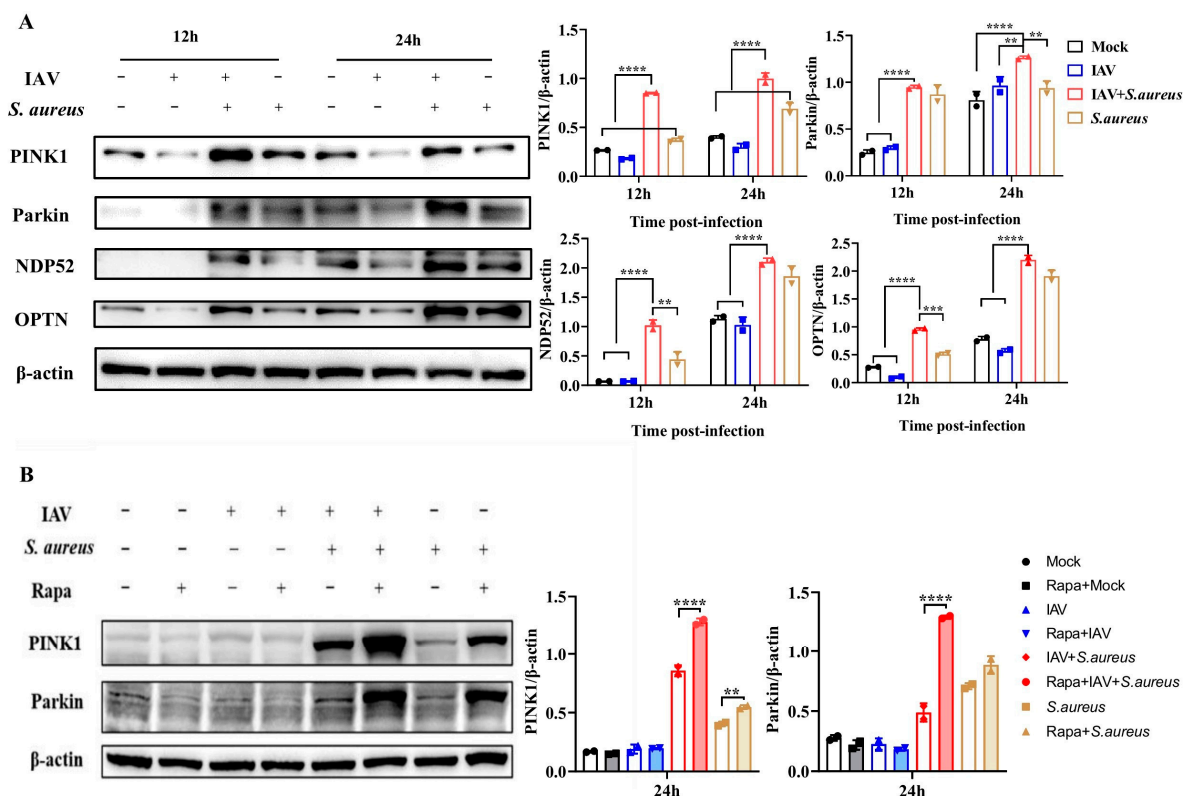 A
12h 24h
IAV - + + - - + + -
S. aureus - - + + - - + +
PINK1
Parkin
NDP52
OPTN
β-actin
PINK1/β-actin
1.5
1.0
0.5
0.0
**** ****
12h 24h
Time post-infection
Parkin/β-actin
1.5
1.0
0.5
0.0
**** **** ** **
12h 24h
Time post-infection
Mock
IAV
IAV+S.aureus
S.aureus
NDP52/β-actin
2.5
2.0
1.5
1.0
0.5
0.0
**** ** ****
12h 24h
Time post-infection
OPTN/β-actin
2.5
2.0
1.5
1.0
0.5
0.0
**** *** ****
12h 24h
Time post-infection
B
IAV - - + + + + - -
S. aureus - - - - + + + +
Rapa - + - + - + - +
PINK1
Parkin
β-actin
PINK1/β-actin
1.5
1.0
0.5
0.0
**** **
24h
Parkin/β-actin
1.5
1.0
0.5
0.0
****
24h
Mock
Rapa+Mock
IAV
Rapa+IAV
IAV+S.aureus
Rapa+IAV+S.aureus
S.aureus
Rapa+S.aureus